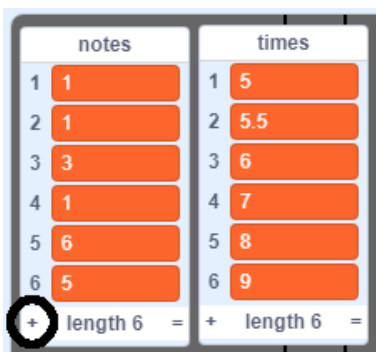 notes times
1 1 1 5
2 1 2 5.5
3 3 3 6
4 1 4 7
5 6 5 8
6 5 6 9
+ length 6 = + length 6 =